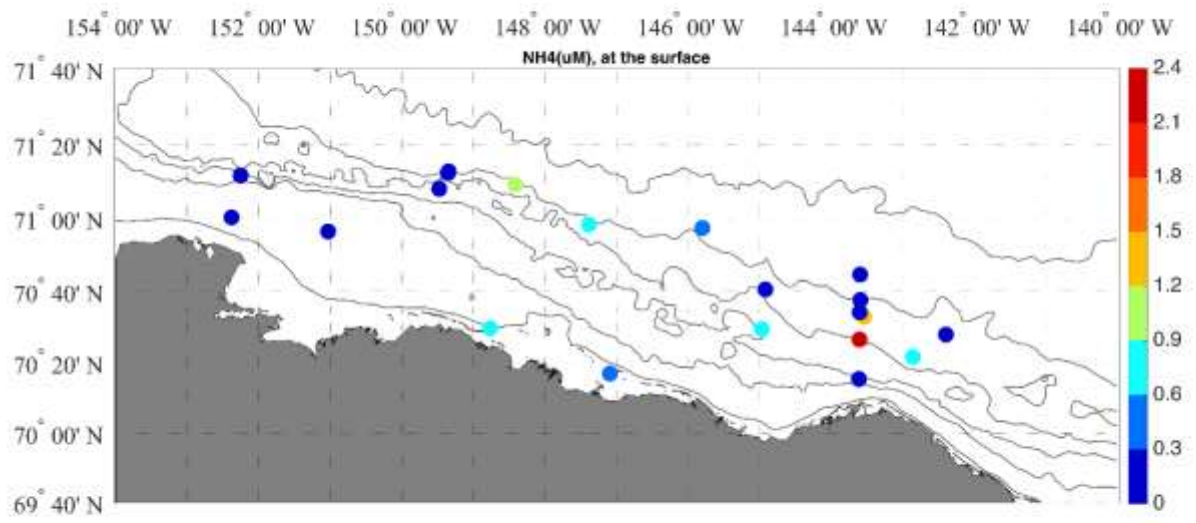 154° 00' W 152° 00' W 150° 00' W 148° 00' W 146° 00' W 144° 00' W 142° 00' W 140° 00' W
NH4(uM), at the surface
71° 40' N
71° 20' N
71° 00' N
70° 40' N
70° 20' N
70° 00' N
69° 40' N
2.4
2.1
1.8
1.5
1.2
0.9
0.6
0.3
0